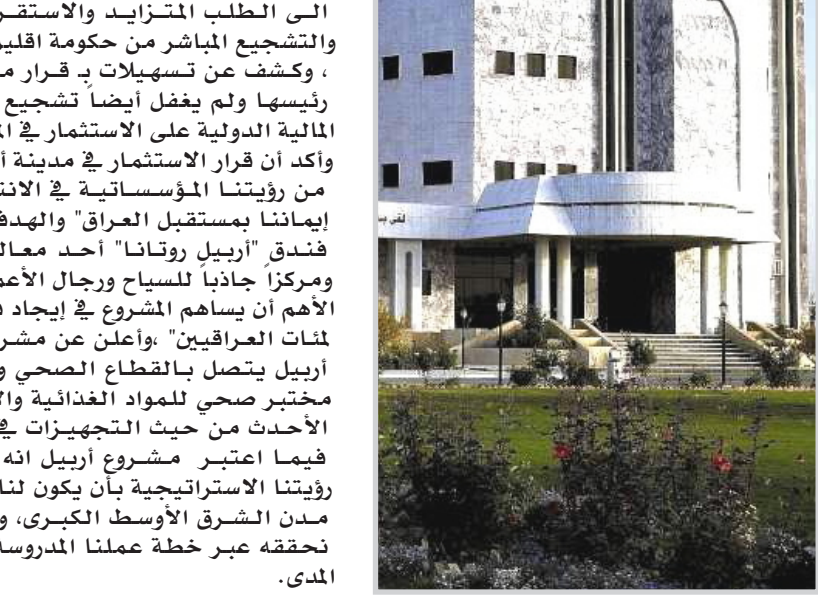 الى الطلب المتزايد والاستقر
والتشجيع المباشر من حكومة اقليم
، وكشف عن تسهيلات بـ قرار م
رئيسها ولم يغفل أيضاً تشجيع
المالية الدولية على الاستثمار في الم
وأكد أن قرار الاستثمار في مدينة أ
من رؤيتنا المؤسساتية في الانت
إيماننا بمستقبل العراق" والهدف
فندق "أربيل روتانا" أحد معال
ومركزاً جاذباً للسياح ورجال الأعم
الأهم أن يساهم المشروع في إيجاد ف
لمئات العراقيين" ،وأعلن عن مشر
أربيل يتصل بالقطاع الصحي و
مختبر صحي للمواد الغذائية وال
الأحدث من حيث التجهيزات في
فيما اعتبر مشروع أربيل انه
رؤيتنا الاستراتيجية بأن يكون لنا
مدن الشرق الأوسط الكبرى، و
نحققه عبر خطة عملنا المدروسة
المدى.